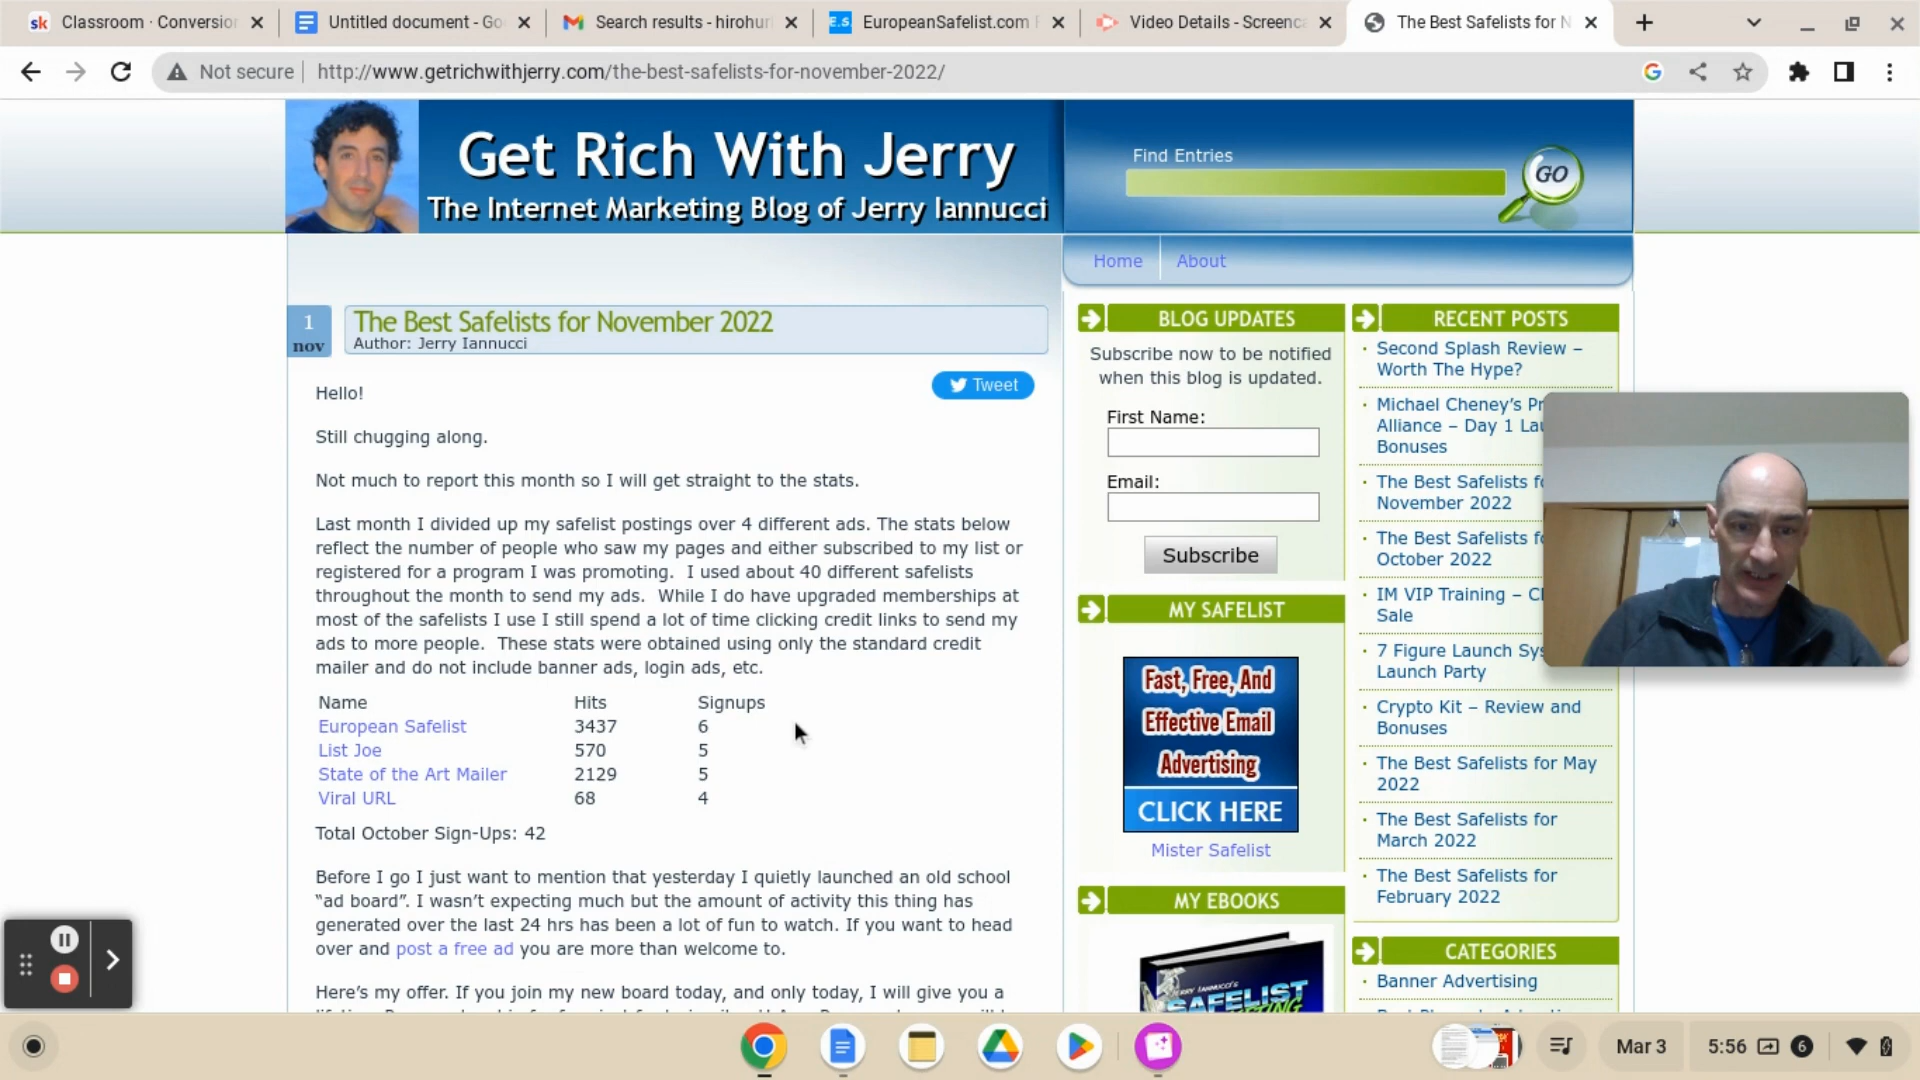 sk Classroom · Conversion
Untitled document - Go
Search results - hirohur
E.S. EuropeanSafelist.com
Video Details - Screenca
The Best Safelists for N
Not secure http://www.getrichwithjerry.com/the-best-safelists-for-november-2022/
Get Rich With Jerry
The Internet Marketing Blog of Jerry Iannucci
Find Entries
GO
Home About
1
nov
The Best Safelists for November 2022
Author: Jerry Iannucci
Tweet
Hello!
Still chugging along.
Not much to report this month so I will get straight to the stats.
Last month I divided up my safelist postings over 4 different ads. The stats below
reflect the number of people who saw my pages and either subscribed to my list or
registered for a program I was promoting. I used about 40 different safelists
throughout the month to send my ads. While I do have upgraded memberships at
most of the safelists I use I still spend a lot of time clicking credit links to send my
ads to more people. These stats were obtained using only the standard credit
mailer and do not include banner ads, login ads, etc.
Name Hits Signups
European Safelist 3437 6
List Joe 570 5
State of the Art Mailer 2129 5
Viral URL 68 4
Total October Sign-Ups: 42
Before I go I just want to mention that yesterday I quietly launched an old school
“ad board”. I wasn’t expecting much but the amount of activity this thing has
generated over the last 24 hrs has been a lot of fun to watch. If you want to head
over and post a free ad you are more than welcome to.
Here’s my offer. If you join my new board today, and only today, I will give you a
BLOG UPDATES
Subscribe now to be notified
when this blog is updated.
First Name:
Email:
Subscribe
MY SAFELIST
Fast, Free, And
Effective Email
Advertising
CLICK HERE
Mister Safelist
MY EBOOKS
JERRY IANNUCCI'S
SAFELIST
RECENT POSTS
Second Splash Review –
Worth The Hype?
Michael Cheney’s Pr
Alliance – Day 1 Lau
Bonuses
The Best Safelists fo
November 2022
The Best Safelists fo
October 2022
IM VIP Training – Cl
Sale
7 Figure Launch Sys
Launch Party
Crypto Kit – Review and
Bonuses
The Best Safelists for May
2022
The Best Safelists for
March 2022
The Best Safelists for
February 2022
CATEGORIES
Banner Advertising
Mar 3
5:56
6